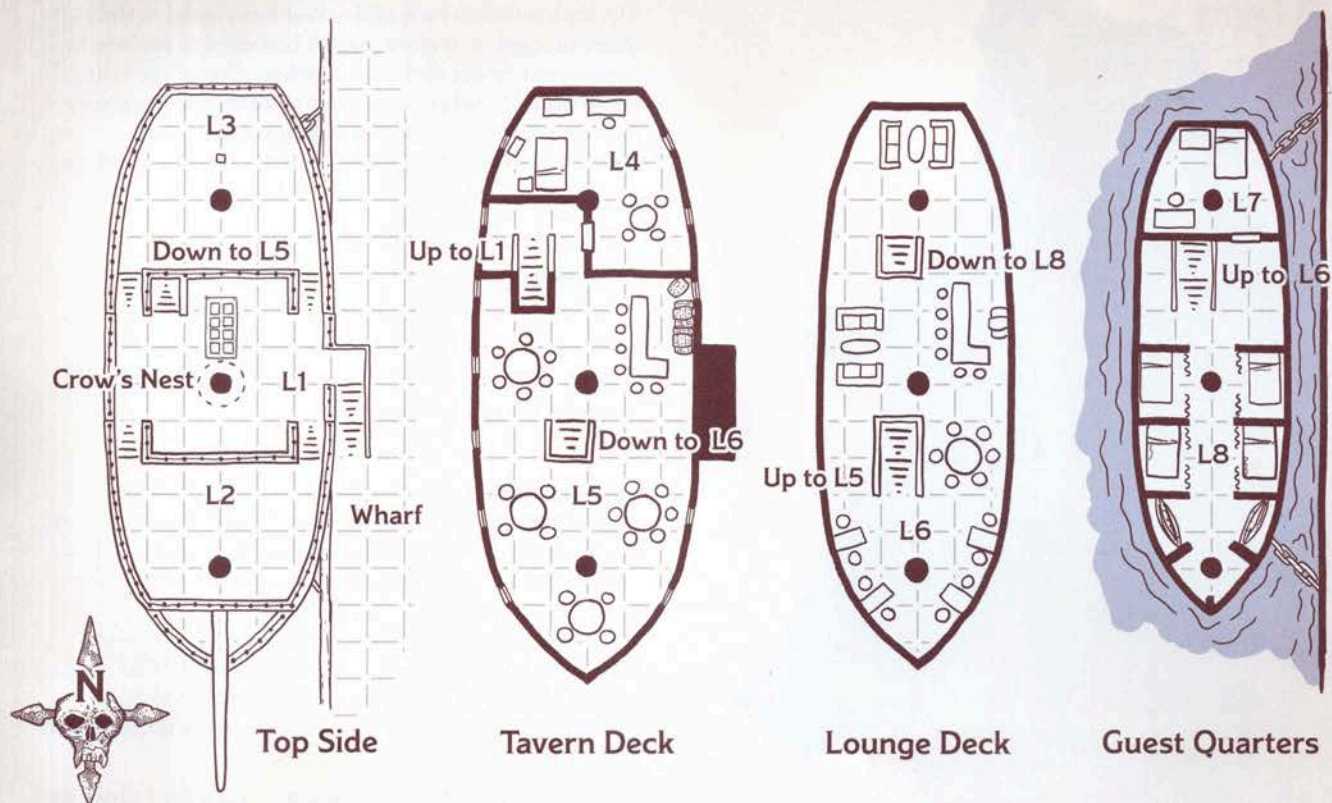 L3
Down to L5
Crow's Nest
L1
L2
Wharf
N
Top Side
L4
Up to L1
Down to L6
L5
Tavern Deck
Down to L8
Up to L5
L6
Lounge Deck
L7
Up to L6
L8
Guest Quarters